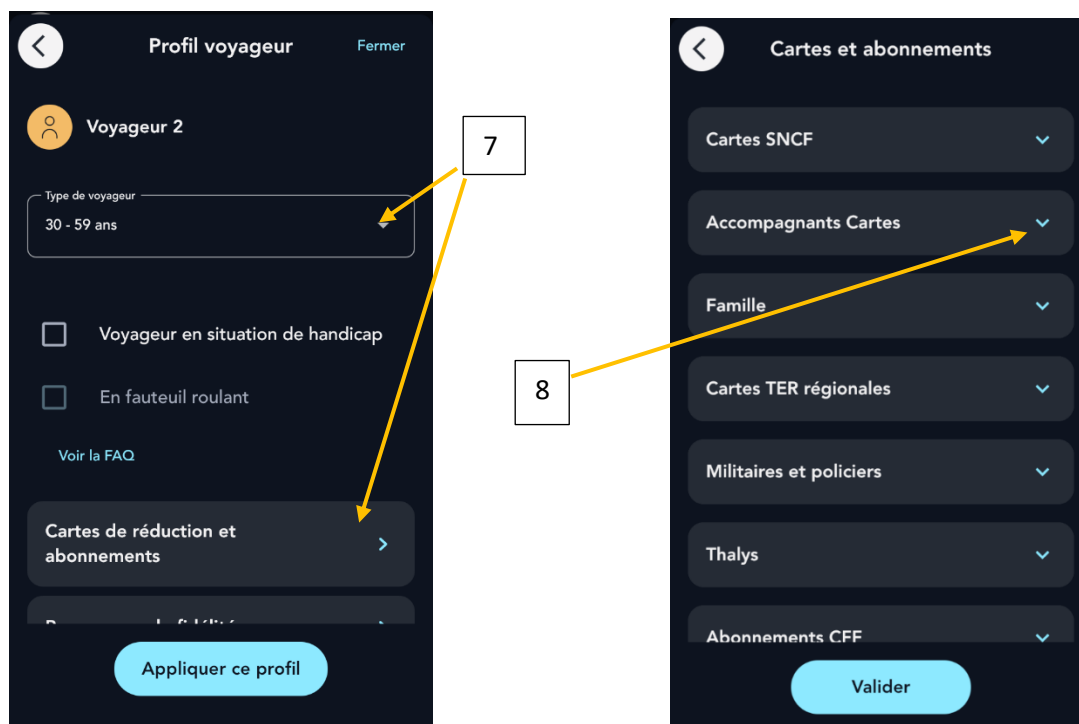 Profil voyageur
Fermer
Voyageur 2
Type de voyageur
30 - 59 ans
Voyageur en situation de handicap
En fauteuil roulant
Voir la FAQ
Cartes de réduction et
abonnements
Appliquer ce profil
7
8
Cartes et abonnements
Cartes SNCF
Accompagnants Cartes
Famille
Cartes TER régionales
Militaires et policiers
Thalys
Abonnements CFF
Valider